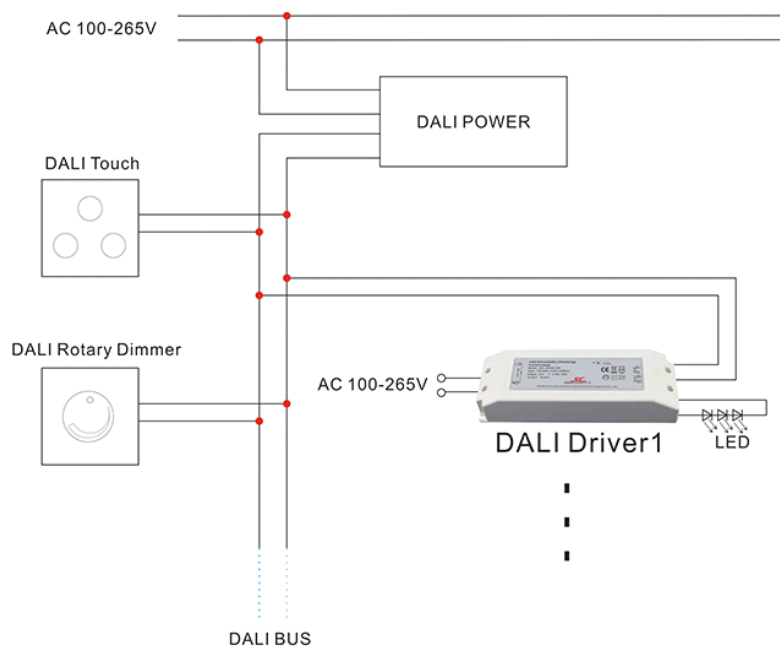 AC 100-265V
DALI POWER
DALI Touch
DALI Rotary Dimmer
AC 100-265V
DALI Driver1
LED
DALI BUS